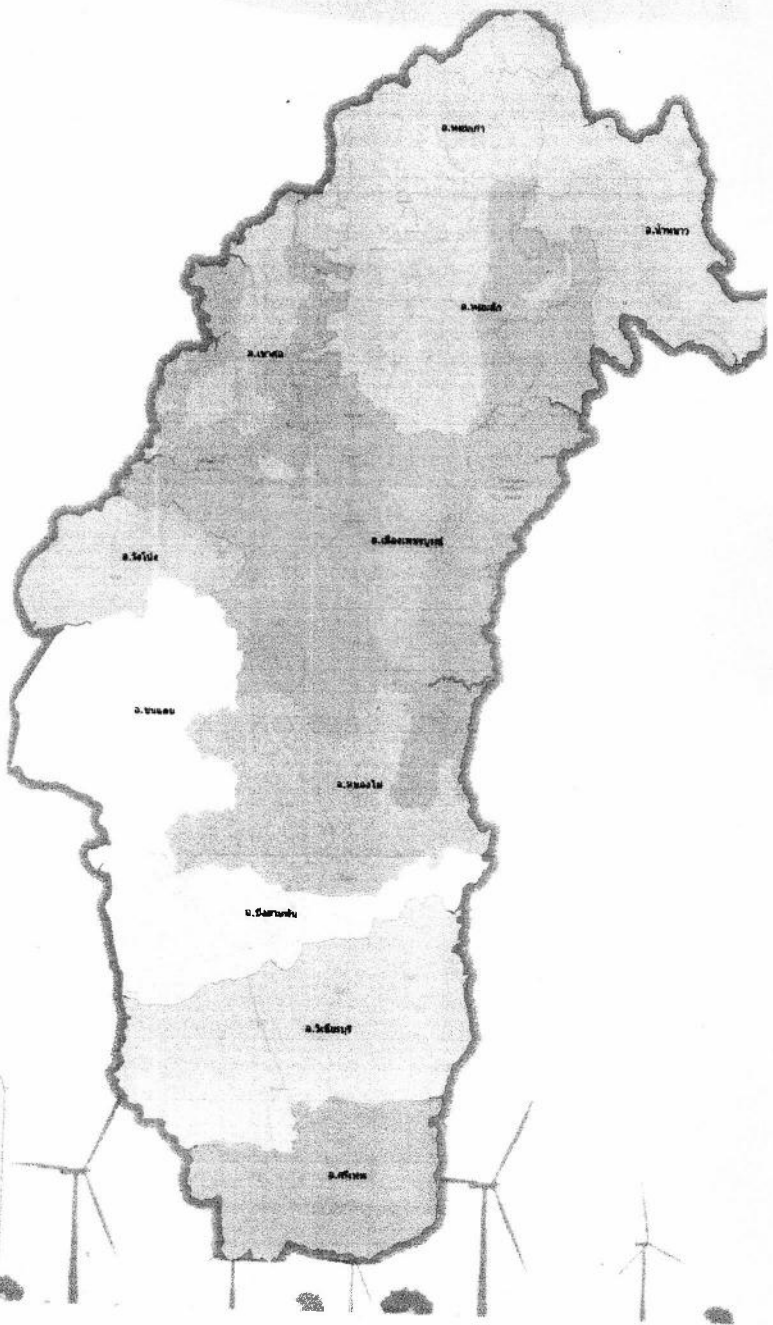 อ.หล่มเก่า
อ.น้ำหนาว
อ.หล่มสัก
อ.เขาค้อ
อ.เมืองเพชรบูรณ์
อ.วังโป่ง
อ.ชนแดน
อ.หนองไผ่
อ.บึงสามพัน
อ.วิเชียรบุรี
อ.ศรีเทพ